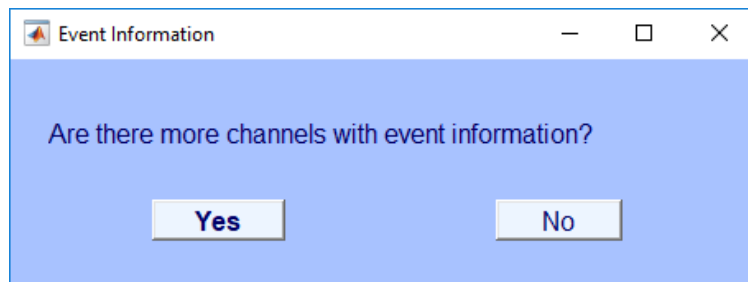 Event Information
Are there more channels with event information?
Yes No